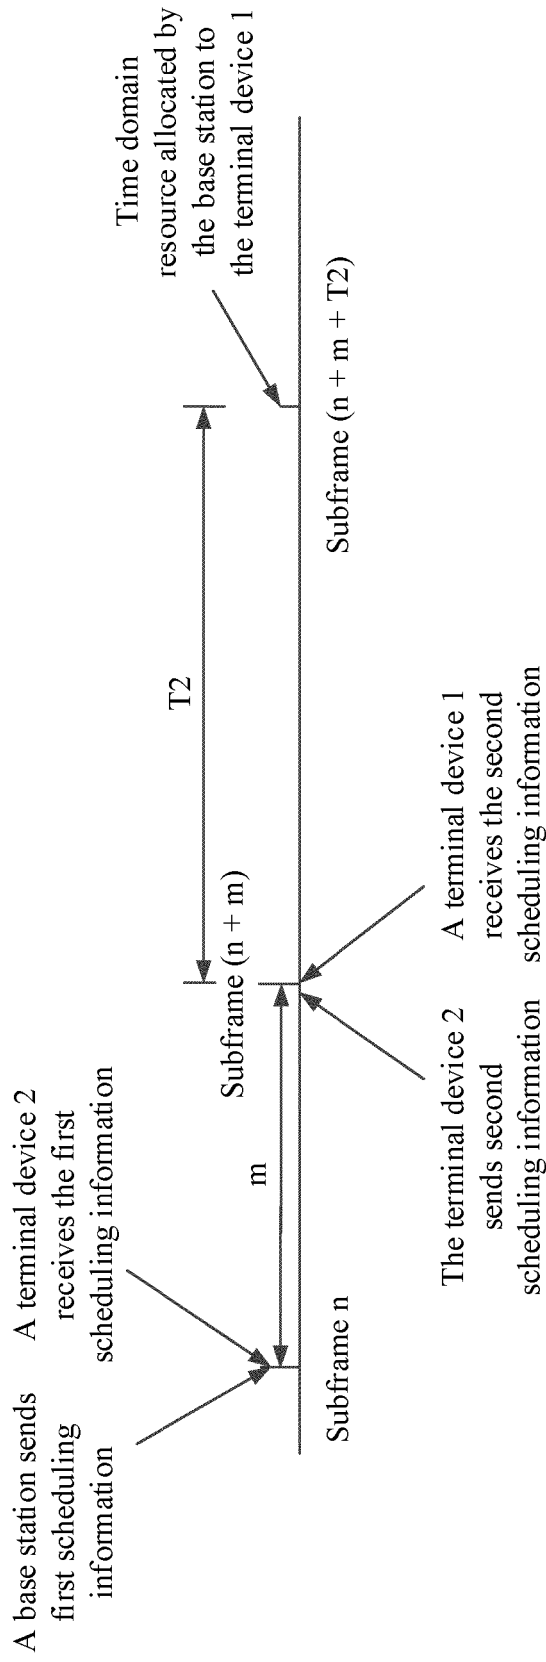 A base station sends
first scheduling
information
A terminal device 2
receives the first
scheduling information
Time domain
resource allocated by
the base station to
the terminal device 1
T2
Subframe (n + m)
m
Subframe n
Subframe (n + m + T2)
The terminal device 2
sends second
scheduling information
A terminal device 1
receives the second
scheduling information